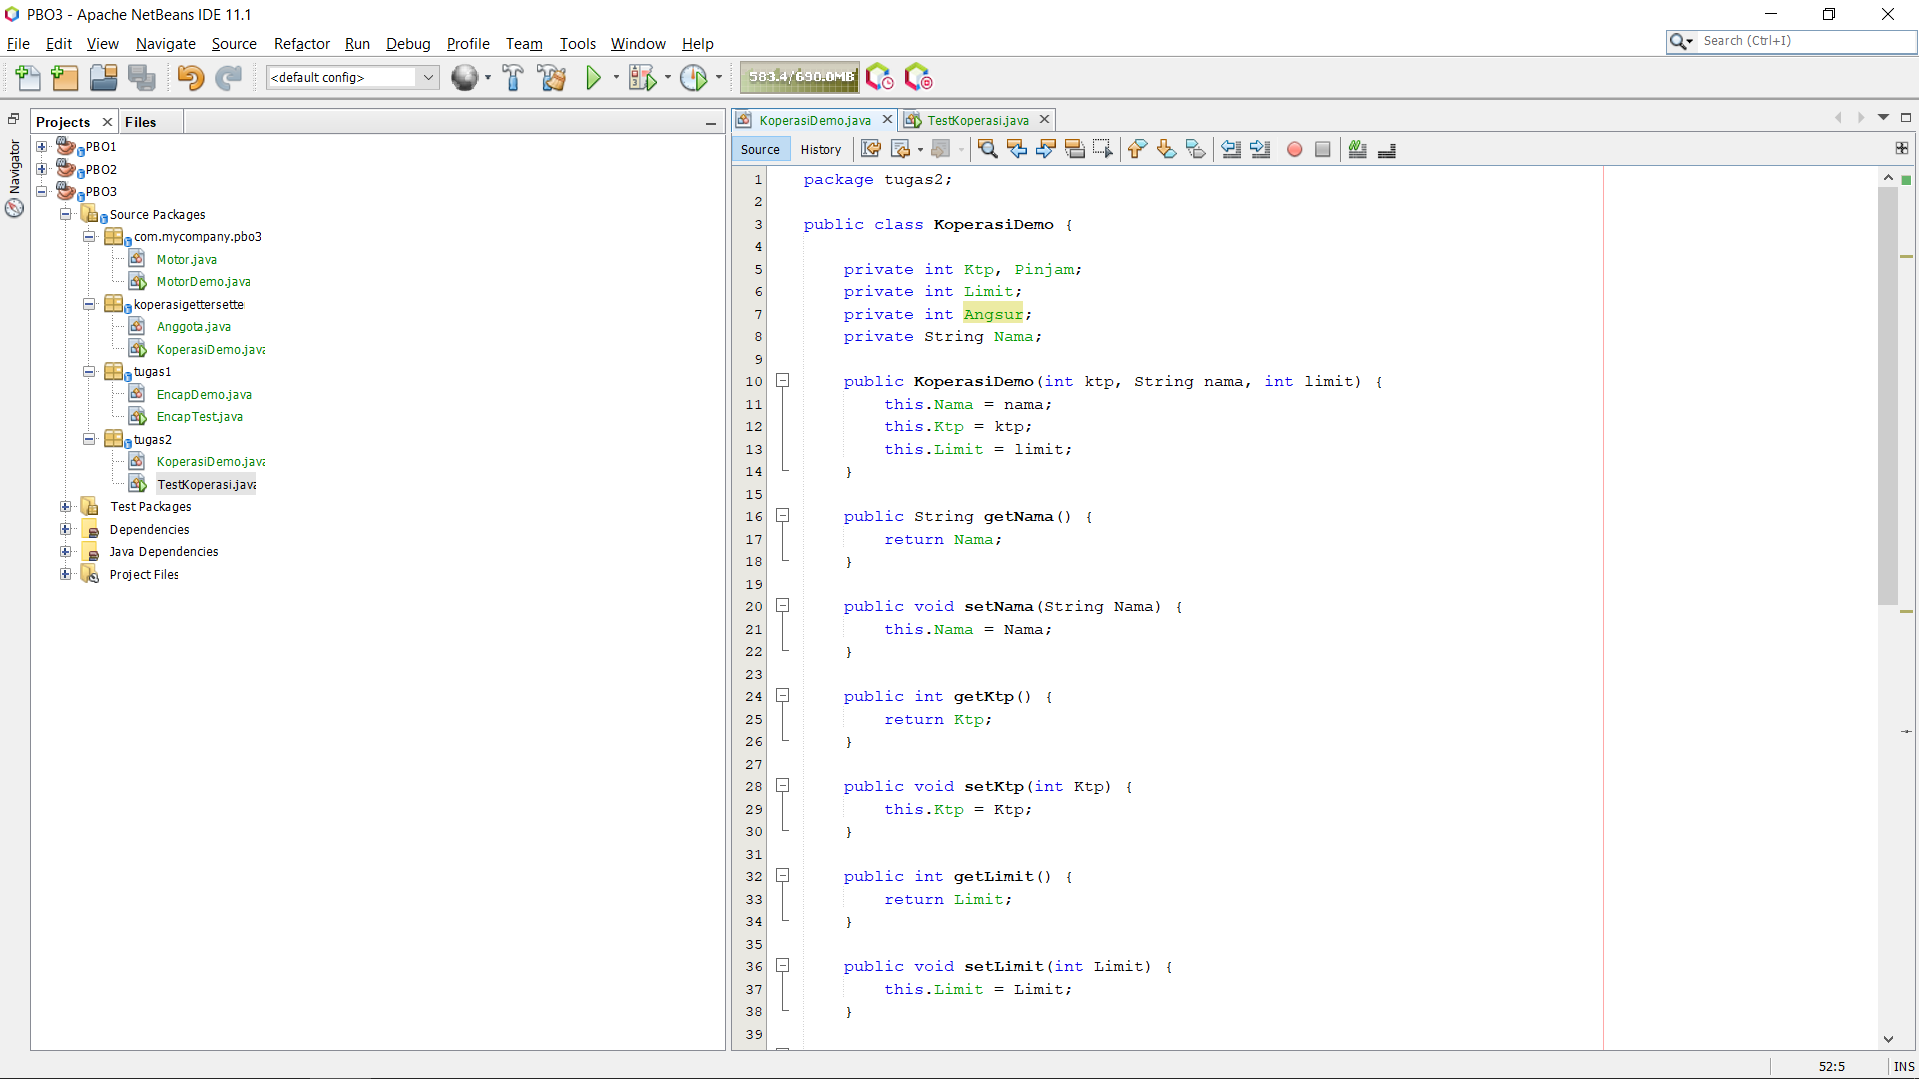 PBO3 - Apache NetBeans IDE 11.1
File Edit View Navigate Source Refactor Run Debug Profile Team Tools Window Help
Search (Ctrl+I)
<default config>
583.4/690.0MB
Projects Files
Navigator
PBO1
PBO2
PBO3
Source Packages
com.mycompany.pbo3
Motor.java
MotorDemo.java
koperasigettersette
Anggota.java
KoperasiDemo.java
tugas1
EncapDemo.java
EncapTest.java
tugas2
KoperasiDemo.java
TestKoperasi.java
Test Packages
Dependencies
Java Dependencies
Project Files
KoperasiDemo.java TestKoperasi.java
Source History
1 package tugas2;
2
3 public class KoperasiDemo {
4
5 private int Ktp, Pinjam;
6 private int Limit;
7 private int Angsur;
8 private String Nama;
9
10 public KoperasiDemo(int ktp, String nama, int limit) {
11 this.Nama = nama;
12 this.Ktp = ktp;
13 this.Limit = limit;
14 }
15
16 public String getNama() {
17 return Nama;
18 }
19
20 public void setNama(String Nama) {
21 this.Nama = Nama;
22 }
23
24 public int getKtp() {
25 return Ktp;
26 }
27
28 public void setKtp(int Ktp) {
29 this.Ktp = Ktp;
30 }
31
32 public int getLimit() {
33 return Limit;
34 }
35
36 public void setLimit(int Limit) {
37 this.Limit = Limit;
38 }
39
52:5 INS